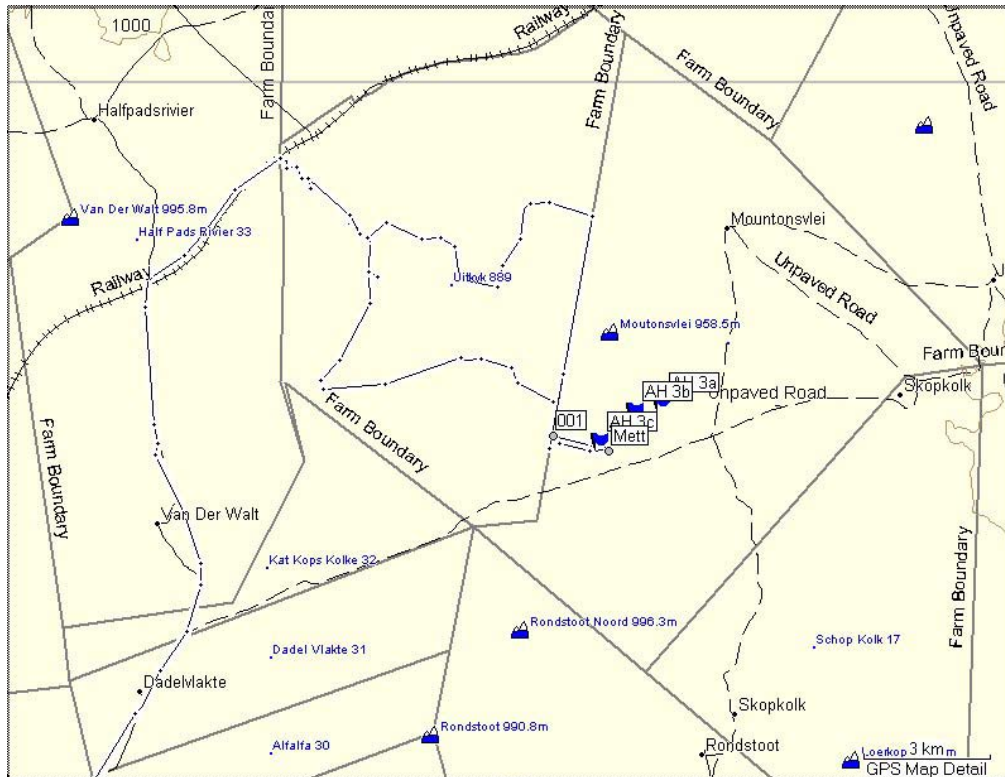 1000
Railway
Unpaved Road
Farm Boundary
Farm Boundary
Farm Boundary
Halfpadsrivier
Van Der Walt 995.8m
Half Pads Rivier 33
Mountonsvlei
Railway
Uitkyk 889
Unpaved Road
Moutonsvlei 958.5m
Farm Boun
AH 3a
AH 3b
Unpaved Road
Skopkolk
Farm Boundary
001
AH 3c
Mett
Farm Boundary
Van Der Walt
Kat Kops Kolke 32
Farm Boundary
Rondstoot Noord 996.3m
Schop Kolk 17
Dadel Vlakte 31
Dadelvlakte
Skopkolk
Rondstoot 990.8m
Alfalfa 30
Rondstoot
Loerkop
3 km
GPS Map Detail